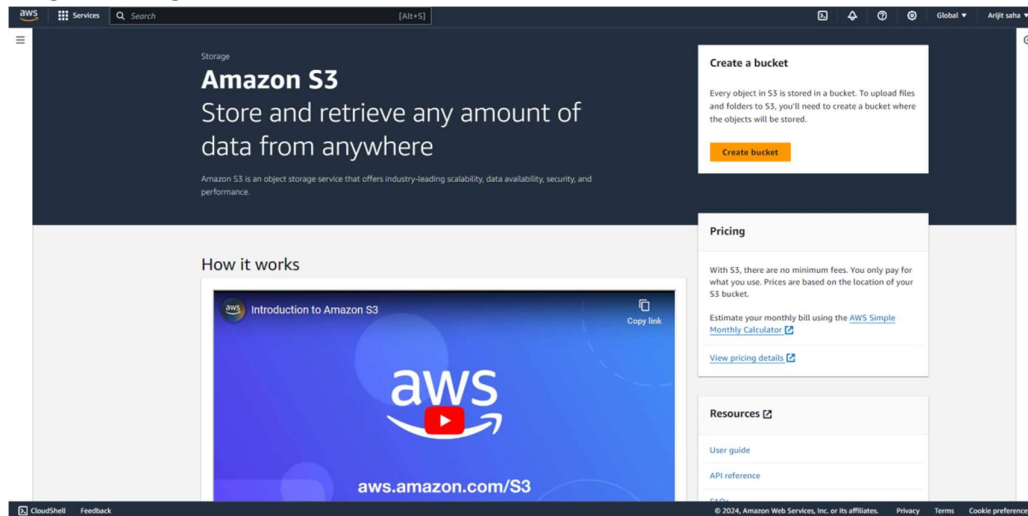 aws
Services
Search
[Alt+S]
Global
Arijit saha
Storage
Amazon S3
Store and retrieve any amount of
data from anywhere
Amazon S3 is an object storage service that offers industry-leading scalability, data availability, security, and
performance.
Create a bucket
Every object in S3 is stored in a bucket. To upload files
and folders to S3, you'll need to create a bucket where
the objects will be stored.
Create bucket
Pricing
With S3, there are no minimum fees. You only pay for
what you use. Prices are based on the location of your
S3 bucket.
Estimate your monthly bill using the AWS Simple
Monthly Calculator
View pricing details
How it works
aws
Introduction to Amazon S3
Copy link
aws
aws.amazon.com/S3
Resources
User guide
API reference
CloudShell
Feedback
© 2024, Amazon Web Services, Inc. or its affiliates.
Privacy
Terms
Cookie preference